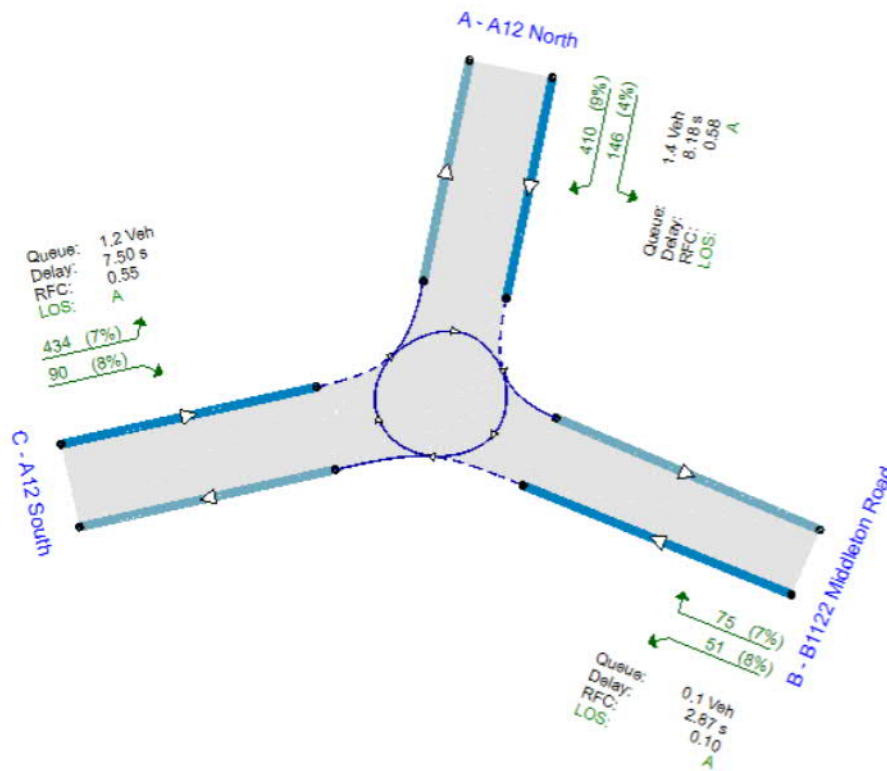 A - A12 North
410 (9%)
146 (4%)
Queue: 1.4 Veh
Delay: 8.18 s
RFC: 0.58
LOS: A
Queue: 1.2 Veh
Delay: 7.50 s
RFC: 0.55
LOS: A
434 (7%)
90 (8%)
C - A12 South
B - B1122 Middleton Road
75 (7%)
51 (8%)
Queue: 0.1 Veh
Delay: 2.87 s
RFC: 0.10
LOS: A